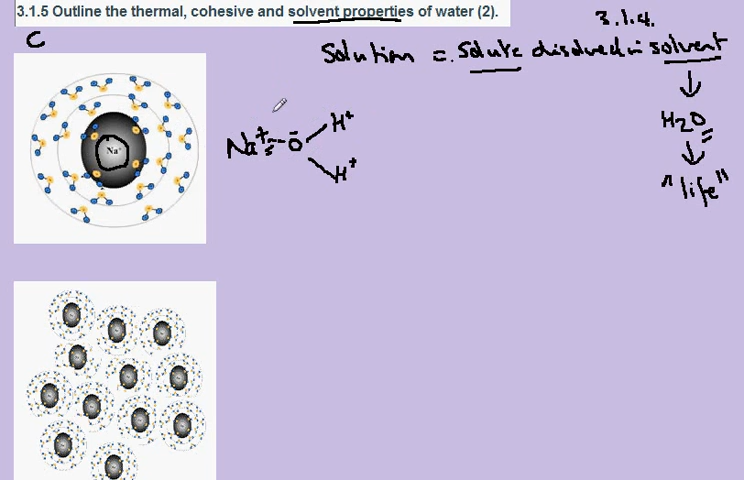 3.1.5 Outline the thermal, cohesive and solvent properties of water (2).
3.1.4.
C
Solution = Solute dissolved in solvent
H2O
"life"
Na+ -- O-
H+
H+
Na+